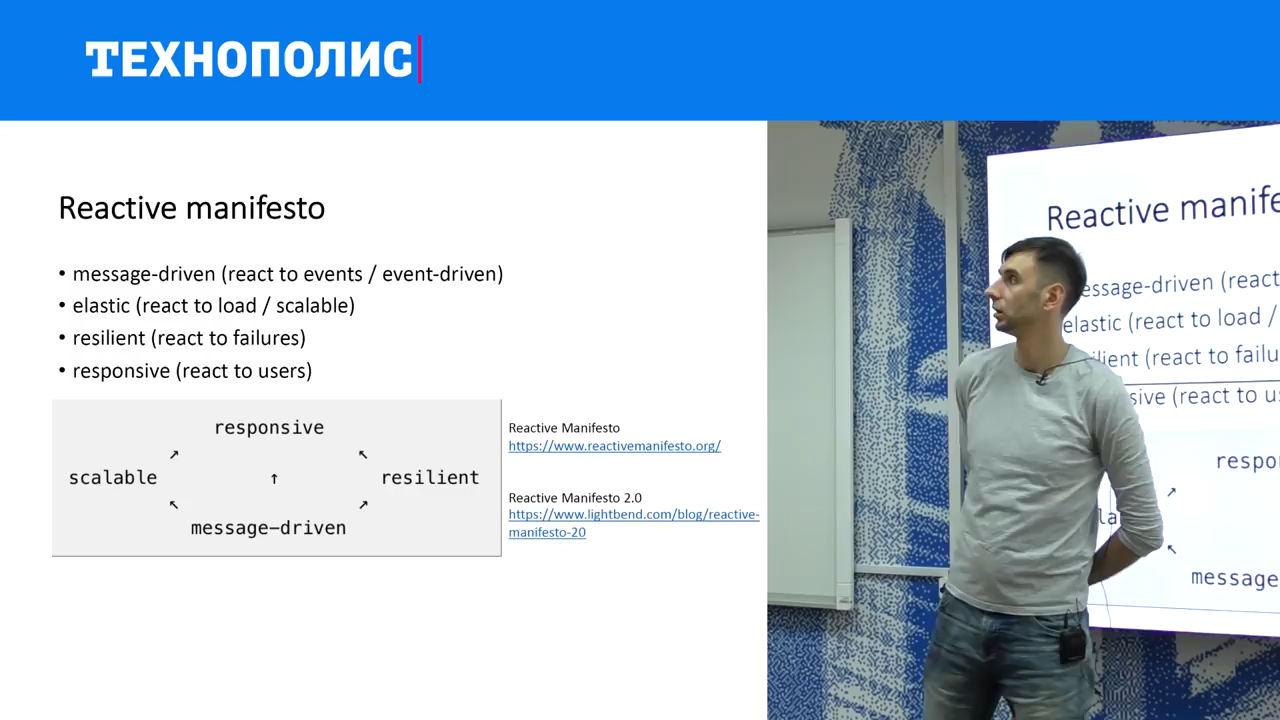 ТЕХНОПОЛИС
Reactive manifesto
• message-driven (react to events / event-driven)
• elastic (react to load / scalable)
• resilient (react to failures)
• responsive (react to users)
responsive
↗ ↖
scalable ↑ resilient
↖ ↗
message-driven
Reactive Manifesto
https://www.reactivemanifesto.org/
Reactive Manifesto 2.0
https://www.lightbend.com/blog/reactive-
manifesto-20
Reactive manife
essage-driven (react
elastic (react to load /
ilient (react to failu
sive (react to us
respo
↗
la
↖
message